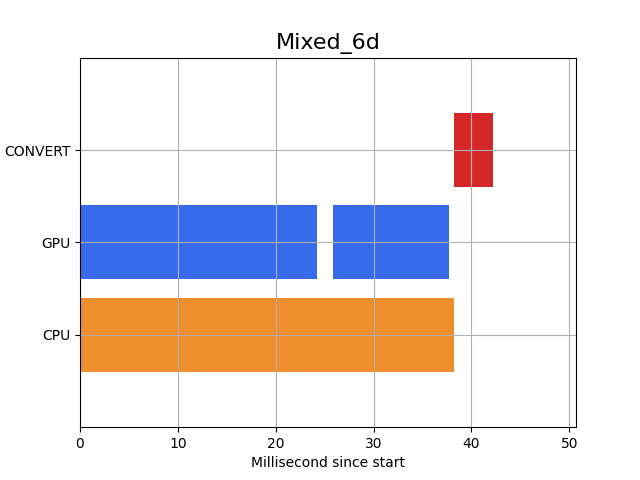 Mixed_6d
CONVERT
GPU
CPU
0 10 20 30 40 50
Millisecond since start